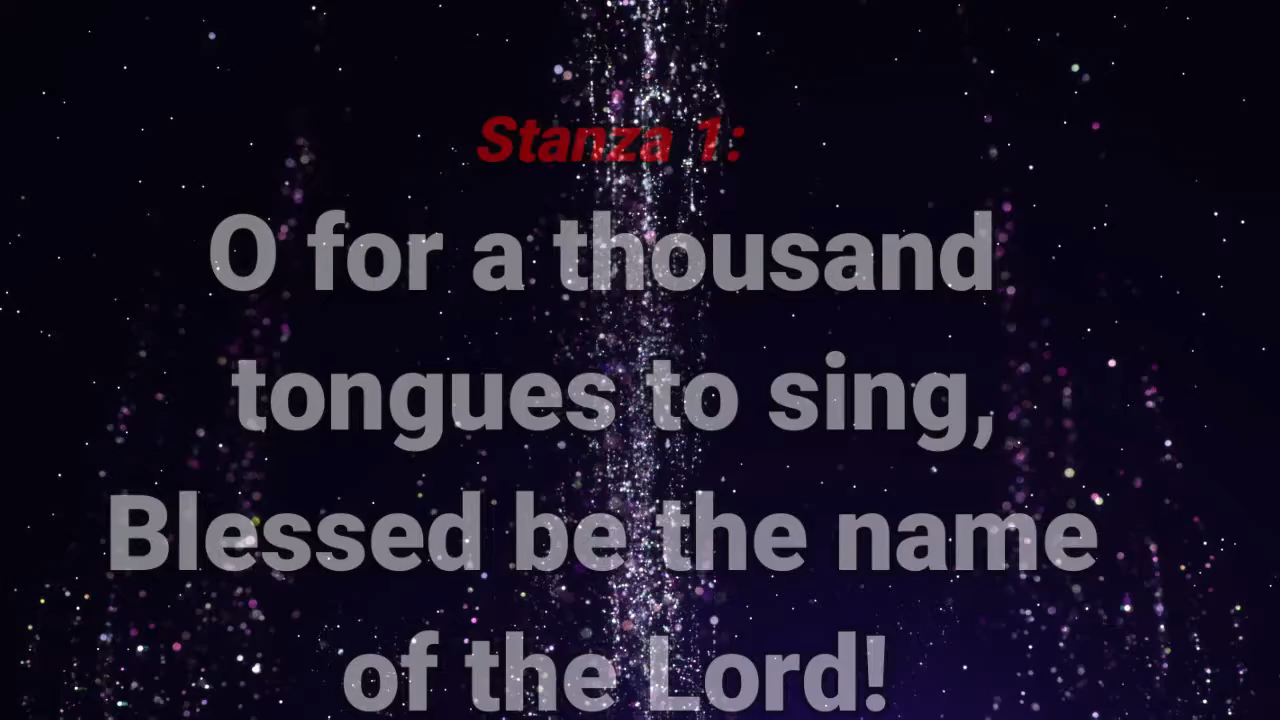 Stanza 1:
O for a thousand
tongues to sing,
Blessed be the name
of the Lord!